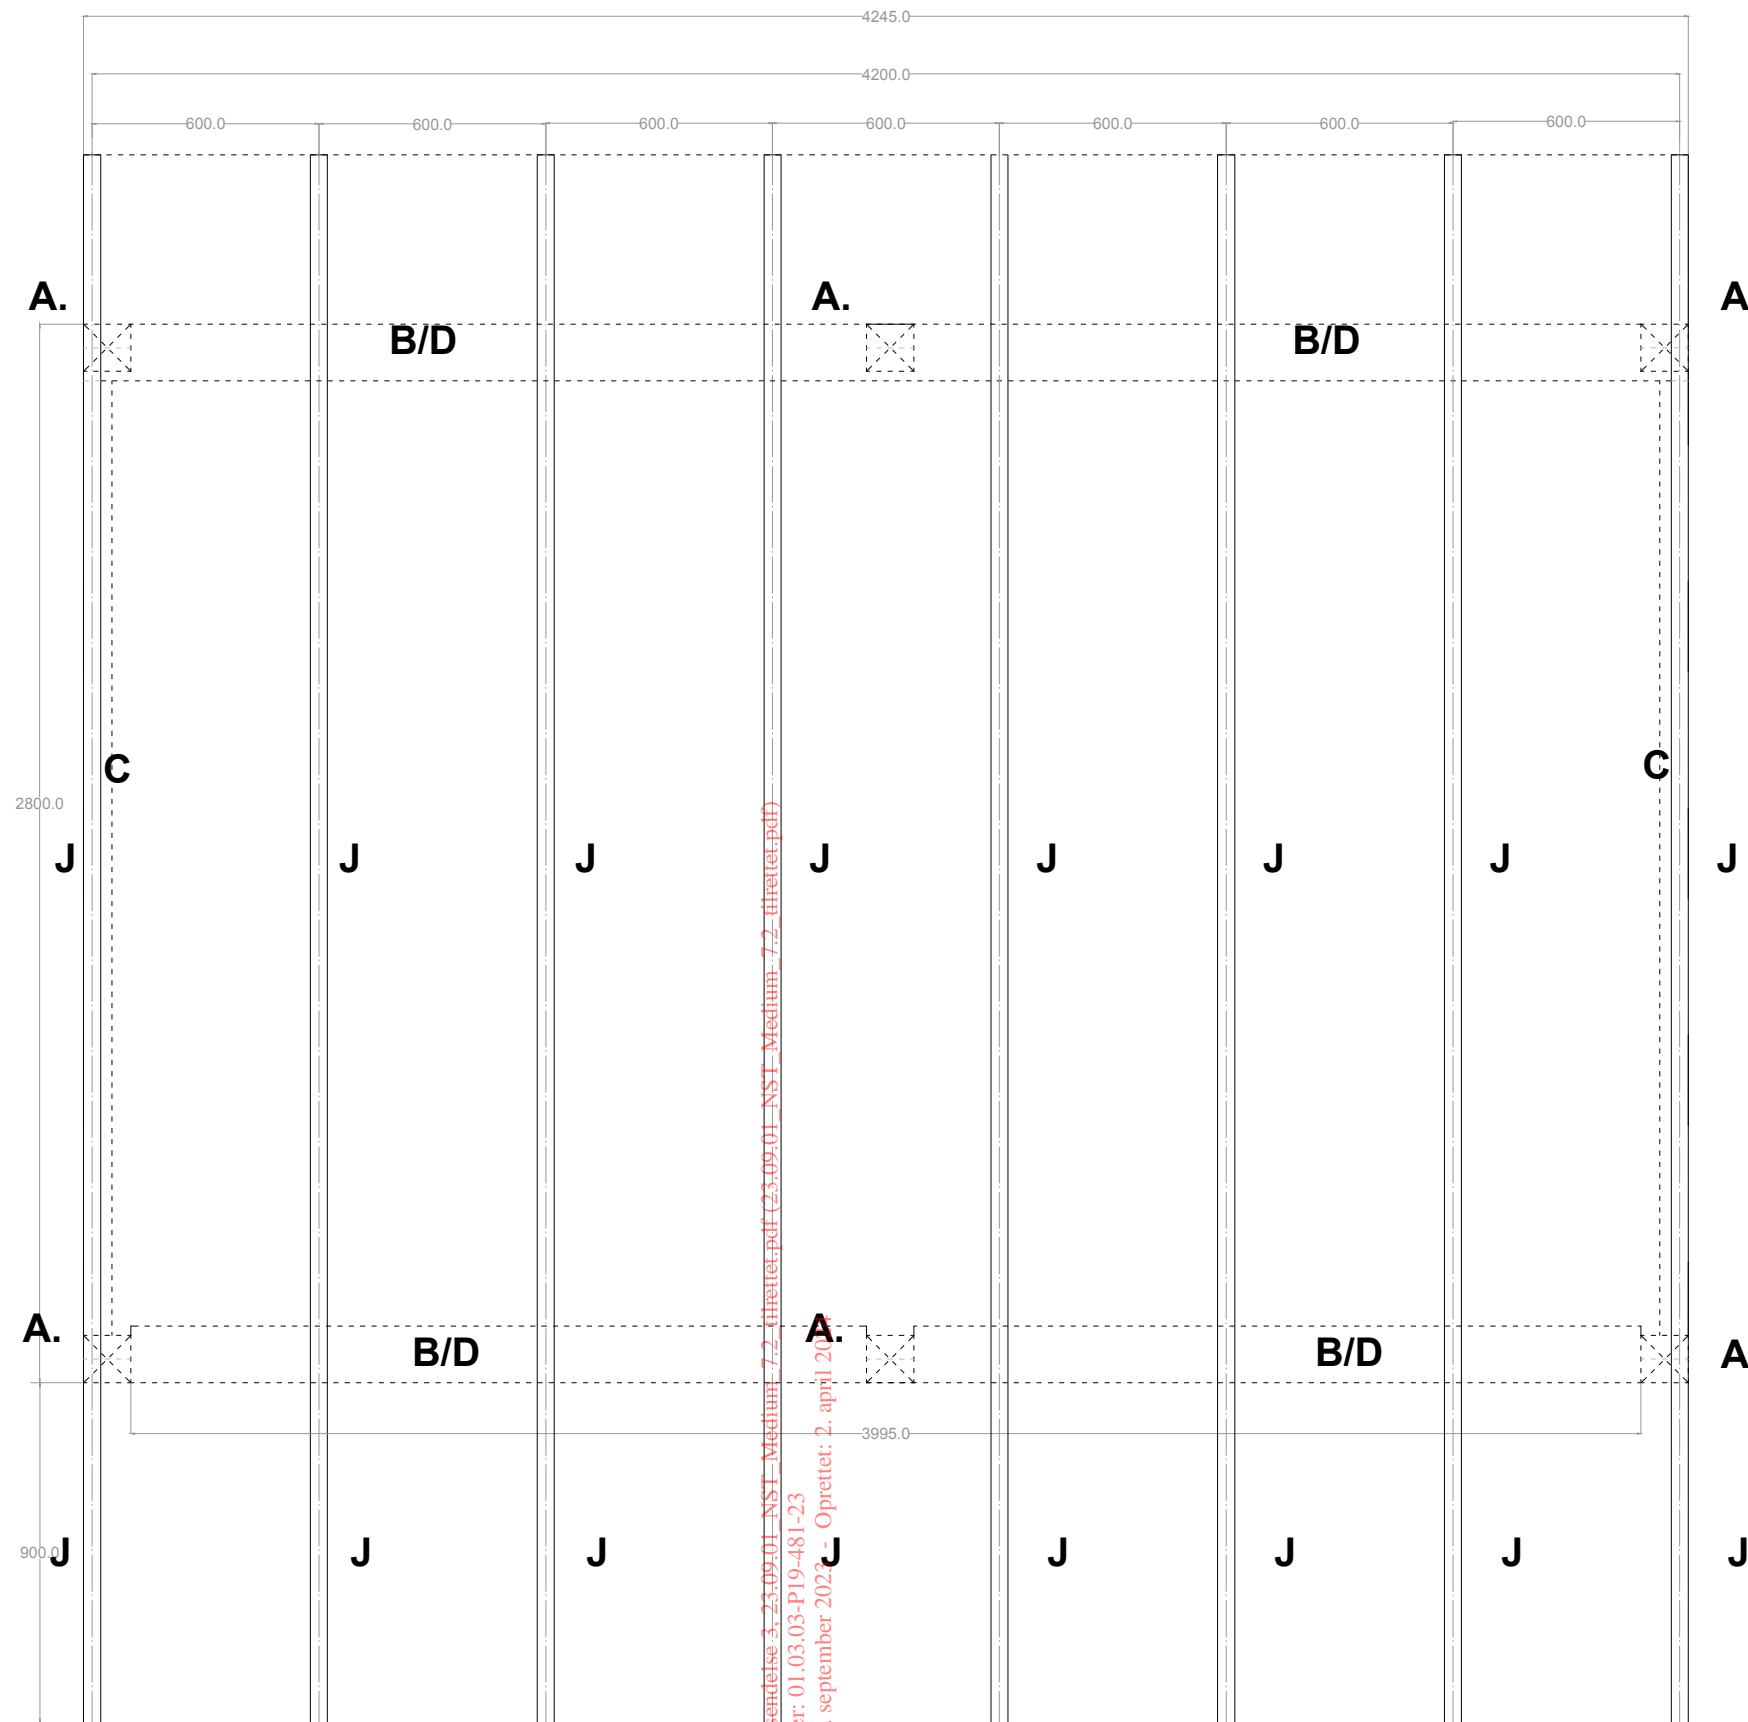 4245.0
4200.0
600.0 600.0 600.0 600.0 600.0 600.0 600.0
A. A. A
B/D B/D
C C
2800.0
J J J J J J J J
A. A. A
B/D B/D
3995.0
900.0
J J J J J J J J
endelse 3, 23.09.01_NST_Medium_7.2_tilrettet.pdf (23.09.01_NST_Medium_7.2_tilrettet.pdf)
er: 01.03.03-P19-481-23
september 2023 - Oprettet: 2. april 2024